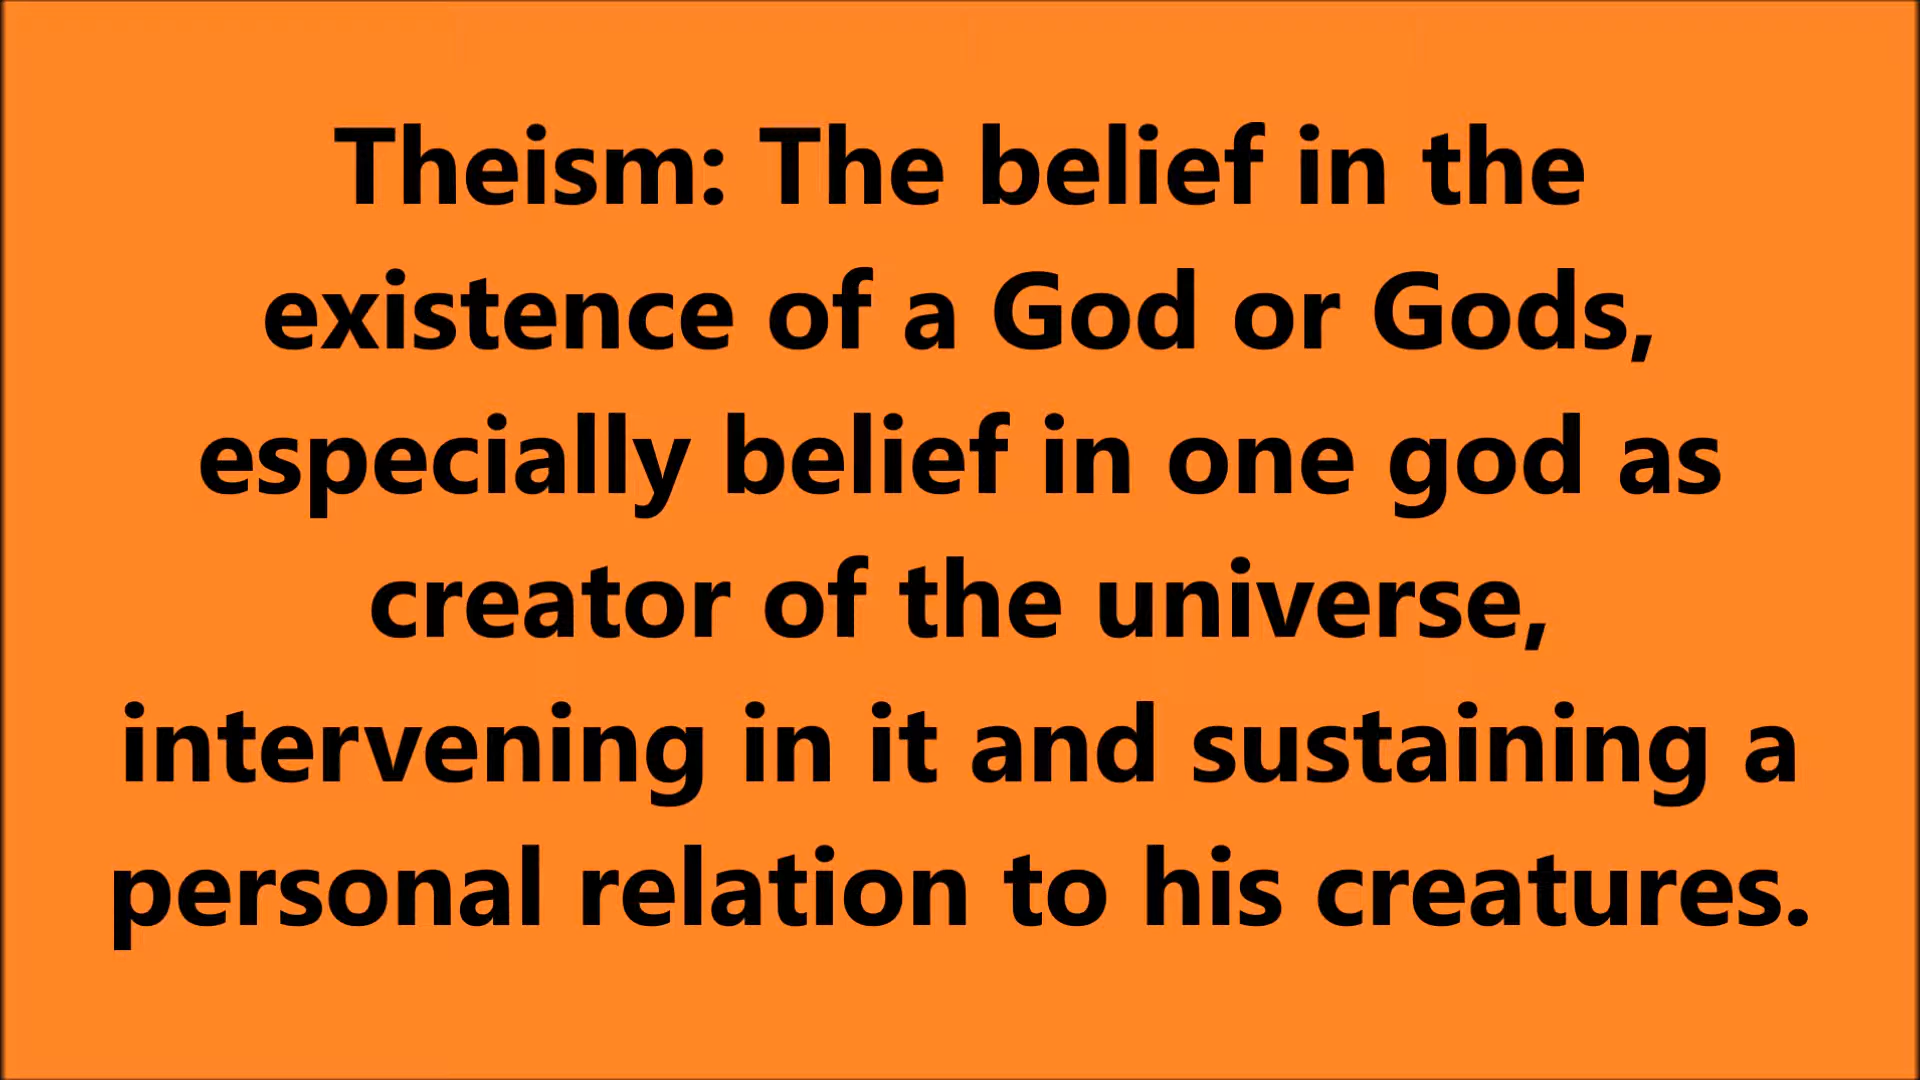 Theism: The belief in the
existence of a God or Gods,
especially belief in one god as
creator of the universe,
intervening in it and sustaining a
personal relation to his creatures.